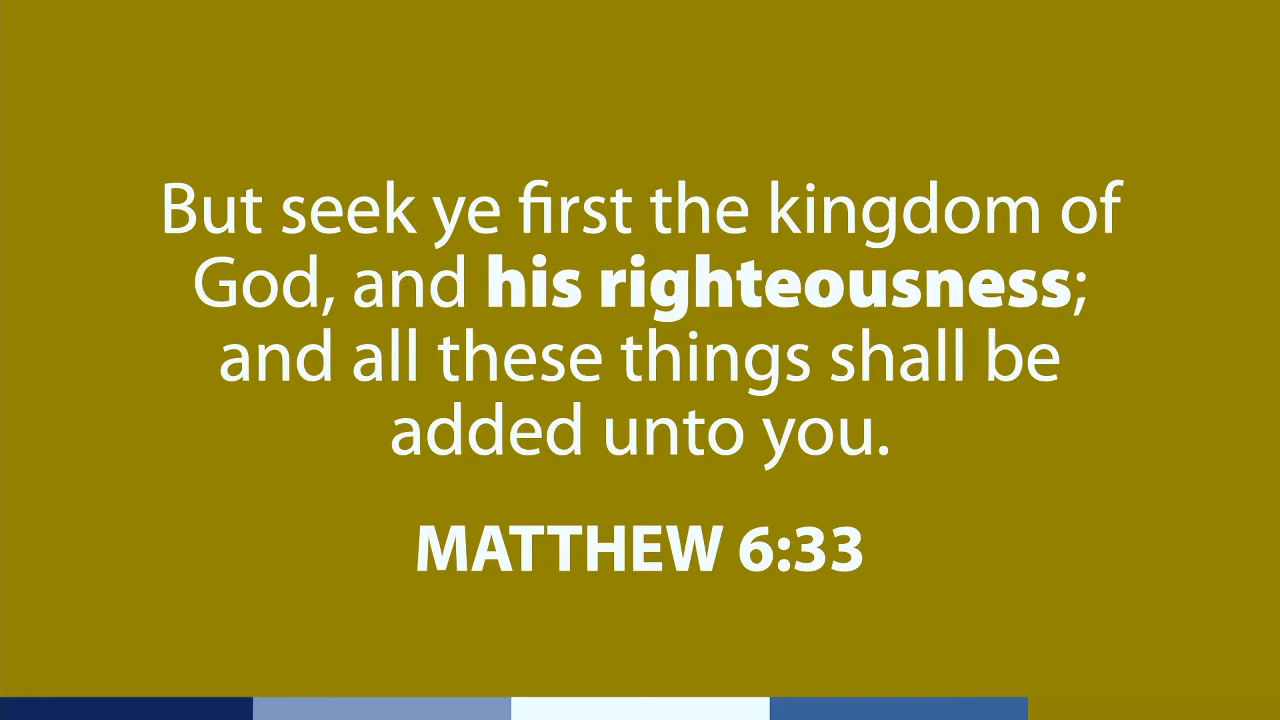 But seek ye first the kingdom of
God, and his righteousness;
and all these things shall be
added unto you.
MATTHEW 6:33